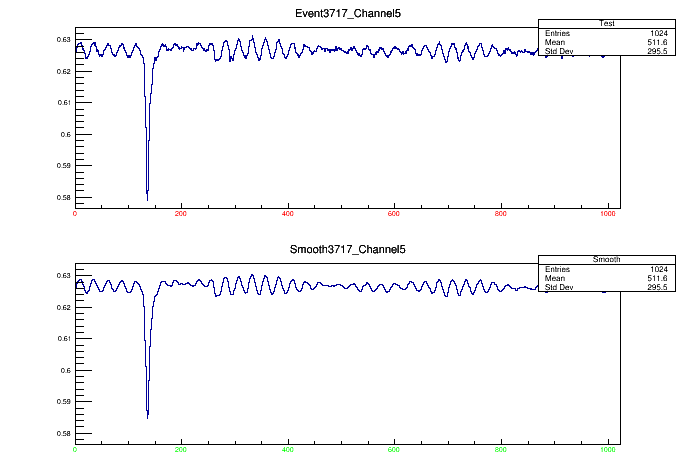 Event3717_Channel5
Test
Entries 1024
Mean 511.6
Std Dev 295.5
0.63
0.62
0.61
0.6
0.59
0.58
0 200 400 600 800 1000
Smooth3717_Channel5
Smooth
Entries 1024
Mean 511.6
Std Dev 295.5
0.63
0.62
0.61
0.6
0.59
0.58
0 200 400 600 800 1000